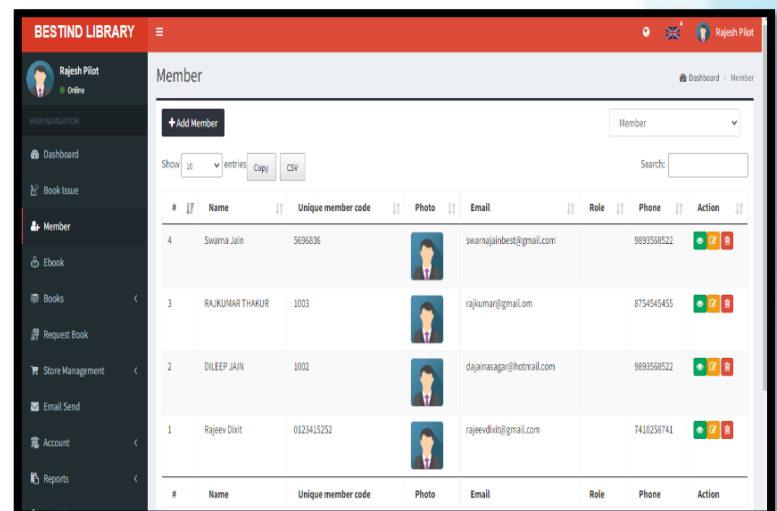 BESTIND LIBRARY
Rajesh Pilot
Rajesh Pilot
Online
MAIN NAVIGATION
Dashboard
Book Issue
Member
Ebook
Books
Request Book
Store Management
Email Send
Account
Reports
Member
Dashboard > Member
+Add Member
Member
Show 10 entries Copy CSV
Search:
# Name Unique member code Photo Email Role Phone Action
4 Swarna Jain 5696836 swarnajainbest@gmail.com 9893568522
3 RAJKUMAR THAKUR 1003 rajkumar@gmail.om 8754545455
2 DILEEP JAIN 1002 dajainasagar@hotmail.com 9893568522
1 Rajeev Dixit 0123415252 rajeevdixit@gmail.com 7410258741
# Name Unique member code Photo Email Role Phone Action